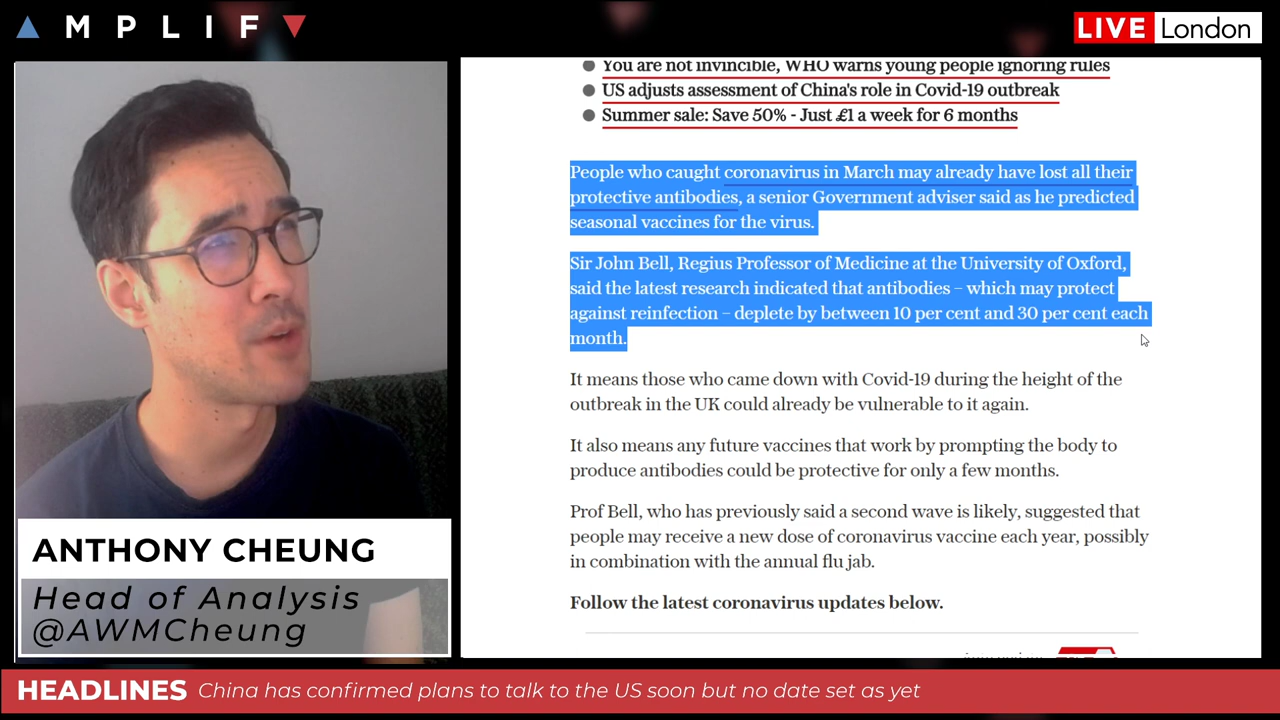 AMPLIFY
LIVE London
You are not invincible, WHO warns young people ignoring rules
US adjusts assessment of China's role in Covid-19 outbreak
Summer sale: Save 50% - Just £1 a week for 6 months
People who caught coronavirus in March may already have lost all their
protective antibodies, a senior Government adviser said as he predicted
seasonal vaccines for the virus.
Sir John Bell, Regius Professor of Medicine at the University of Oxford,
said the latest research indicated that antibodies – which may protect
against reinfection – deplete by between 10 per cent and 30 per cent each
month.
It means those who came down with Covid-19 during the height of the
outbreak in the UK could already be vulnerable to it again.
It also means any future vaccines that work by prompting the body to
produce antibodies could be protective for only a few months.
Prof Bell, who has previously said a second wave is likely, suggested that
people may receive a new dose of coronavirus vaccine each year, possibly
in combination with the annual flu jab.
Follow the latest coronavirus updates below.
ANTHONY CHEUNG
Head of Analysis
@AWMCheung
HEADLINES China has confirmed plans to talk to the US soon but no date set as yet